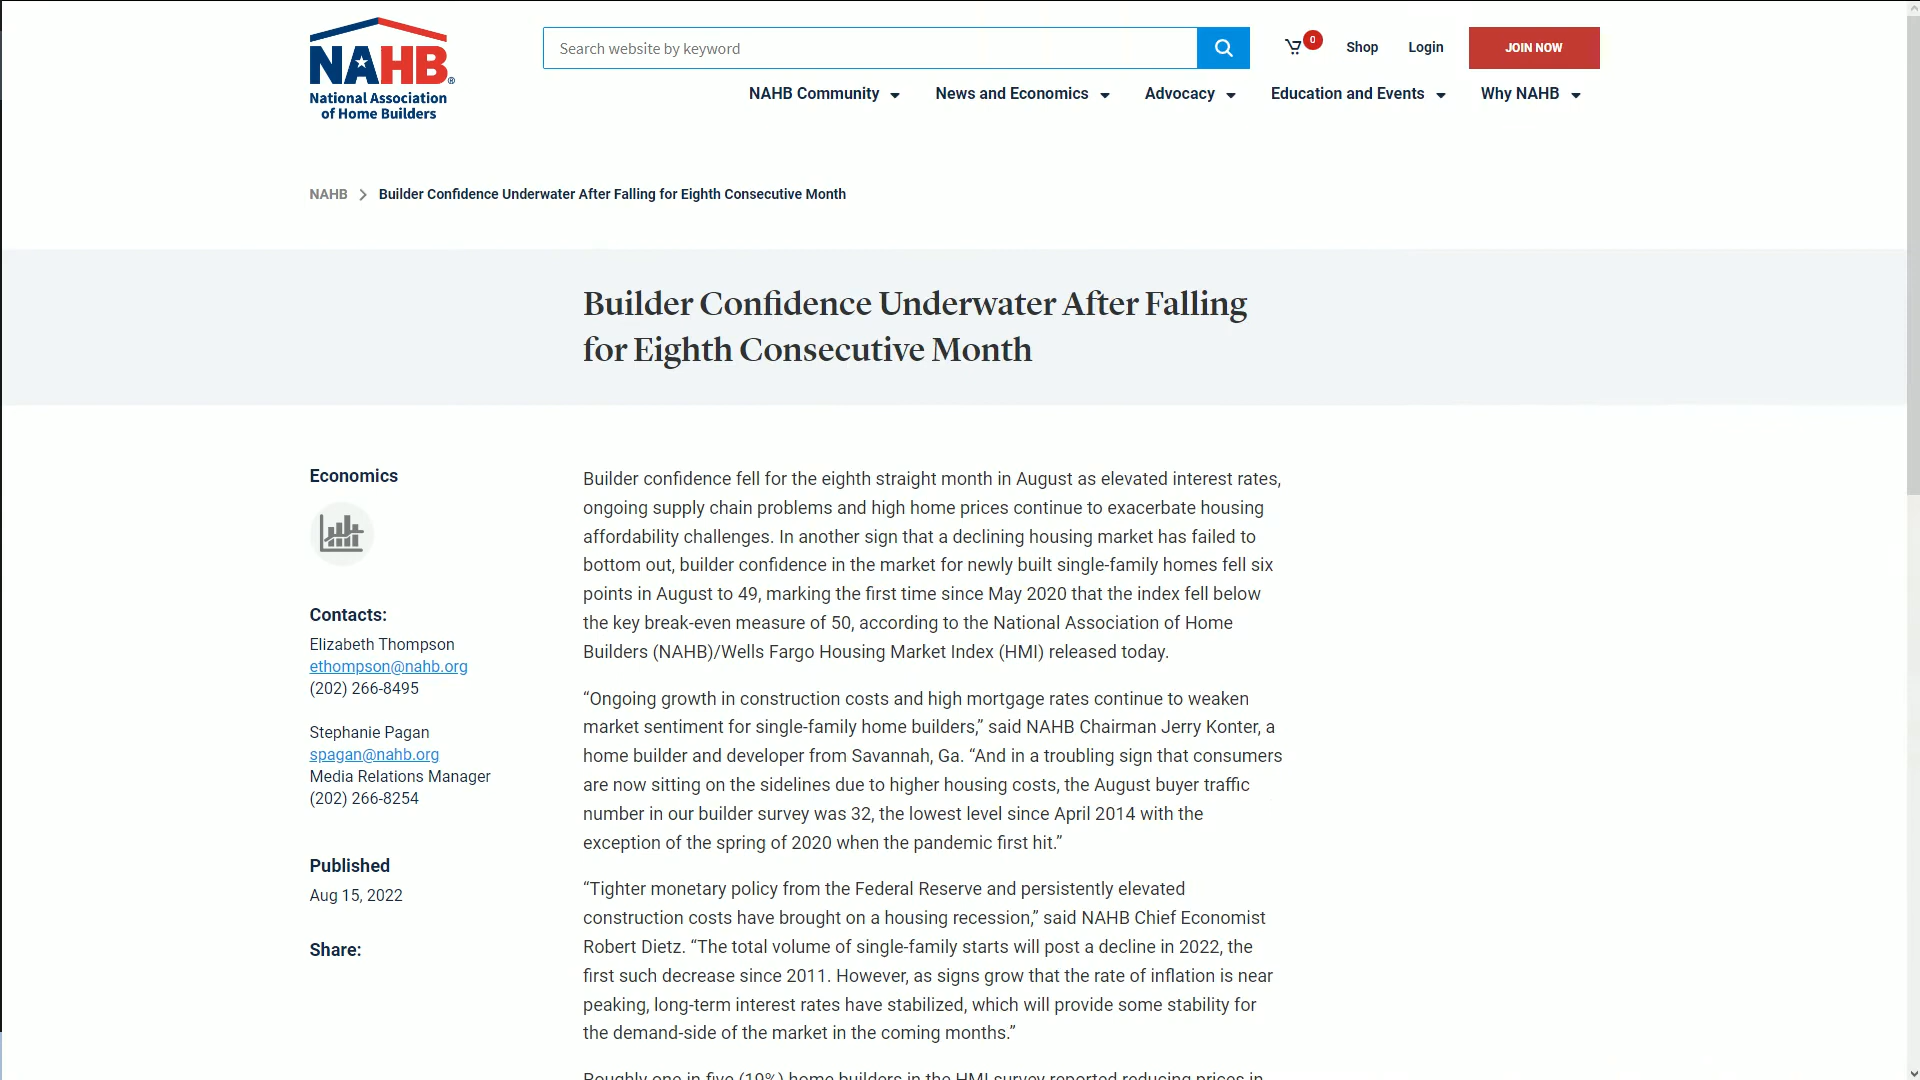 NAHB®
National Association
of Home Builders
Search website by keyword
0
Shop
Login
JOIN NOW
NAHB Community
News and Economics
Advocacy
Education and Events
Why NAHB
NAHB
Builder Confidence Underwater After Falling for Eighth Consecutive Month
Builder Confidence Underwater After Falling
for Eighth Consecutive Month
Economics
Contacts:
Elizabeth Thompson
ethompson@nahb.org
(202) 266-8495
Stephanie Pagan
spagan@nahb.org
Media Relations Manager
(202) 266-8254
Published
Aug 15, 2022
Share:
Builder confidence fell for the eighth straight month in August as elevated interest rates,
ongoing supply chain problems and high home prices continue to exacerbate housing
affordability challenges. In another sign that a declining housing market has failed to
bottom out, builder confidence in the market for newly built single-family homes fell six
points in August to 49, marking the first time since May 2020 that the index fell below
the key break-even measure of 50, according to the National Association of Home
Builders (NAHB)/Wells Fargo Housing Market Index (HMI) released today.
“Ongoing growth in construction costs and high mortgage rates continue to weaken
market sentiment for single-family home builders,” said NAHB Chairman Jerry Konter, a
home builder and developer from Savannah, Ga. “And in a troubling sign that consumers
are now sitting on the sidelines due to higher housing costs, the August buyer traffic
number in our builder survey was 32, the lowest level since April 2014 with the
exception of the spring of 2020 when the pandemic first hit.”
“Tighter monetary policy from the Federal Reserve and persistently elevated
construction costs have brought on a housing recession,” said NAHB Chief Economist
Robert Dietz. “The total volume of single-family starts will post a decline in 2022, the
first such decrease since 2011. However, as signs grow that the rate of inflation is near
peaking, long-term interest rates have stabilized, which will provide some stability for
the demand-side of the market in the coming months.”
Roughly one in five (19%) home builders in the HMI survey reported reducing prices in